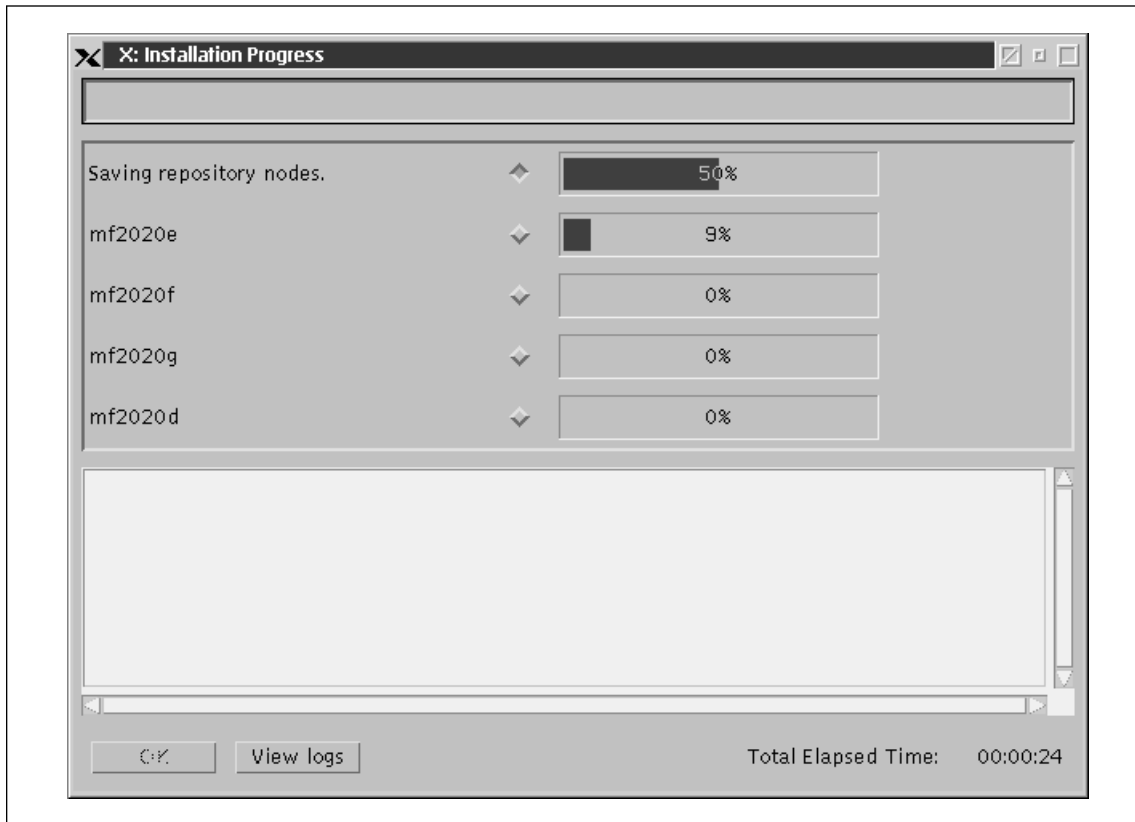 X: Installation Progress
Saving repository nodes. 50%
mf2020e 9%
mf2020f 0%
mf2020g 0%
mf2020d 0%
OK View logs Total Elapsed Time: 00:00:24